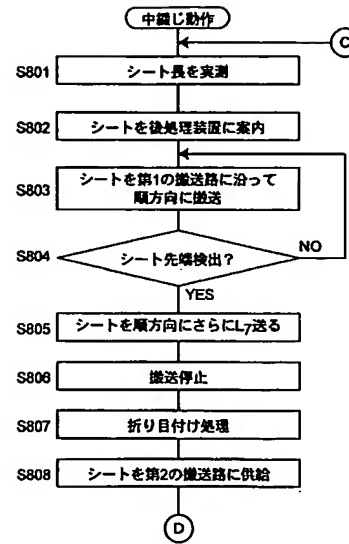 中綴じ動作
C
S801 シート長を実測
S802 シートを後処理装置に案内
S803 シートを第1の搬送路に沿って
順方向に搬送
S804 シート先端検出？ NO
YES
S805 シートを順方向にさらにL7送る
S806 搬送停止
S807 折り目付け処理
S808 シートを第2の搬送路に供給
D